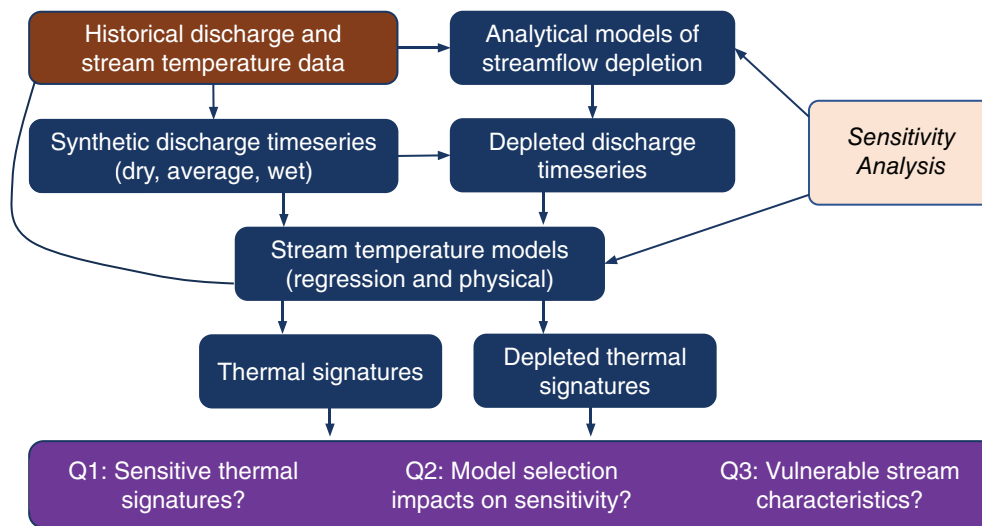 Historical discharge and
stream temperature data
Analytical models of
streamflow depletion
Synthetic discharge timeseries
(dry, average, wet)
Depleted discharge
timeseries
Sensitivity
Analysis
Stream temperature models
(regression and physical)
Thermal signatures
Depleted thermal
signatures
Q1: Sensitive thermal
signatures?
Q2: Model selection
impacts on sensitivity?
Q3: Vulnerable stream
characteristics?